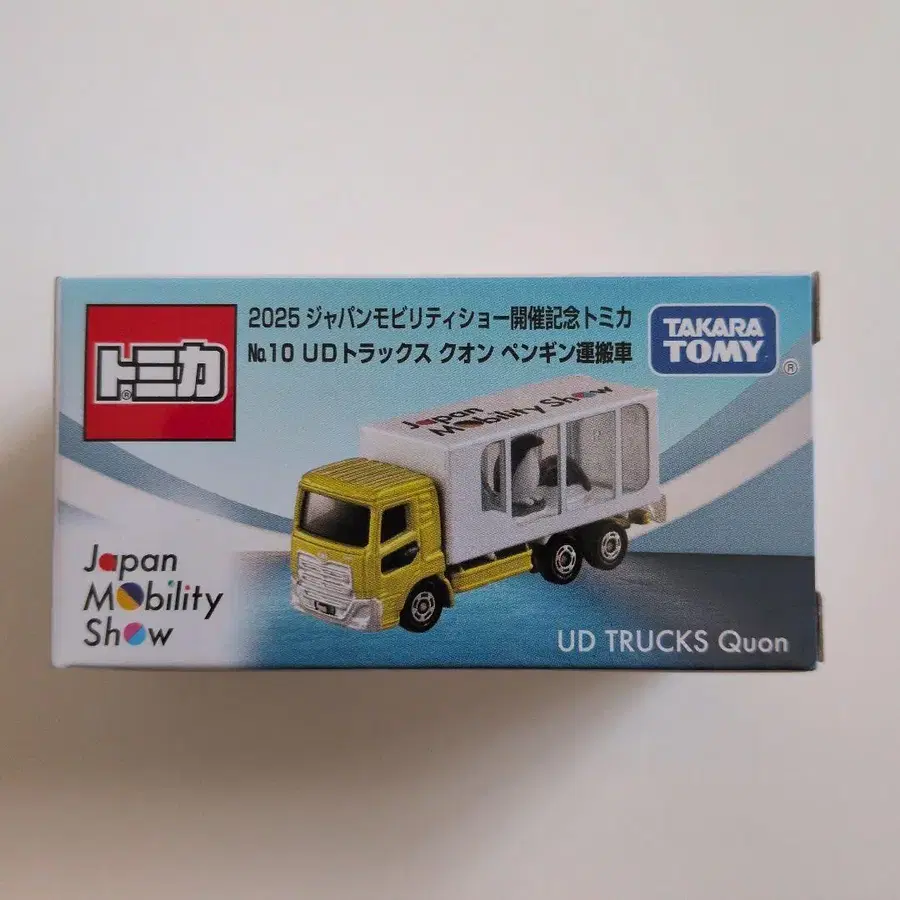 トミカ
®
2025 ジャパンモビリティショー開催記念トミカ
No.10 UDトラックス クオン ペンギン運搬車
TAKARA
TOMY
®
Japan
Mobility Show
Japan
Mobility
Show
UD TRUCKS Quon